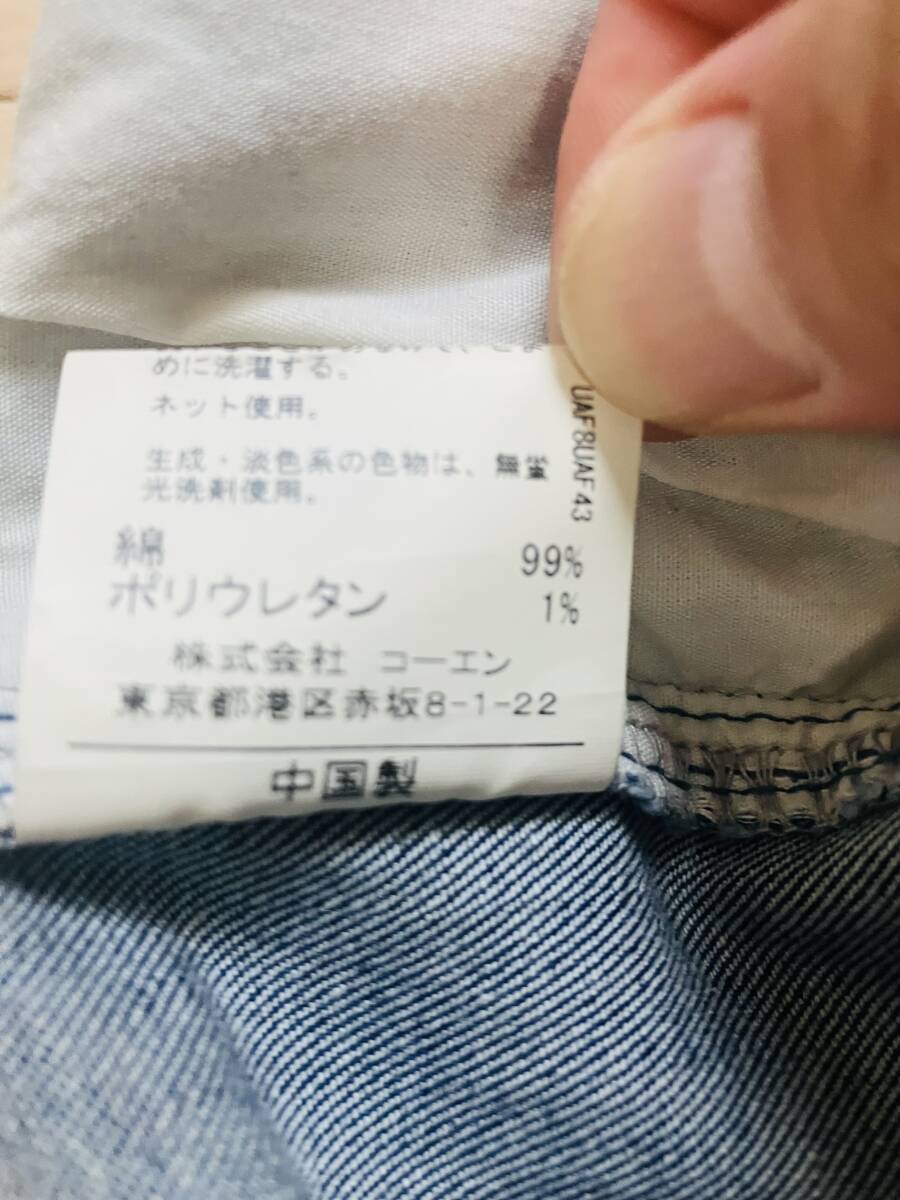 めに洗濯する。
ネット使用。
生成・淡色系の色物は、無蛍
光洗剤使用。
UAF8UAF43
綿 99%
ポリウレタン 1%
株式会社 コーエン
東京都港区赤坂8-1-22
中国製